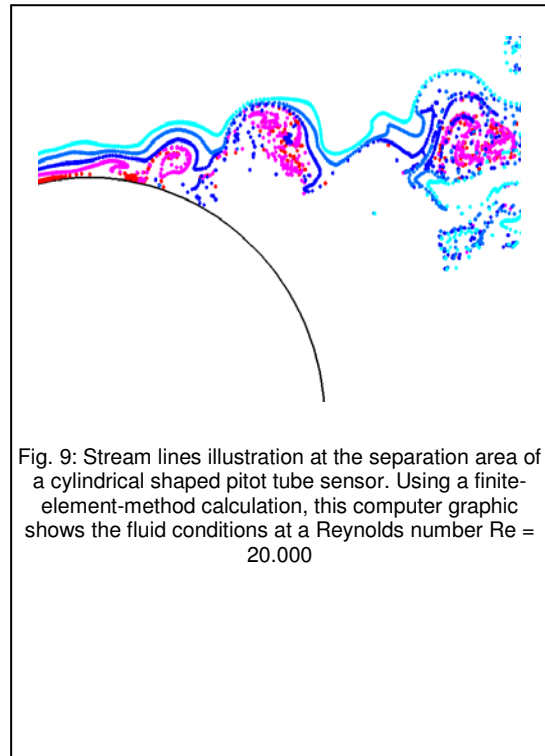 Fig. 9: Stream lines illustration at the separation area of
a cylindrical shaped pitot tube sensor. Using a finite-
element-method calculation, this computer graphic
shows the fluid conditions at a Reynolds number Re =
20.000